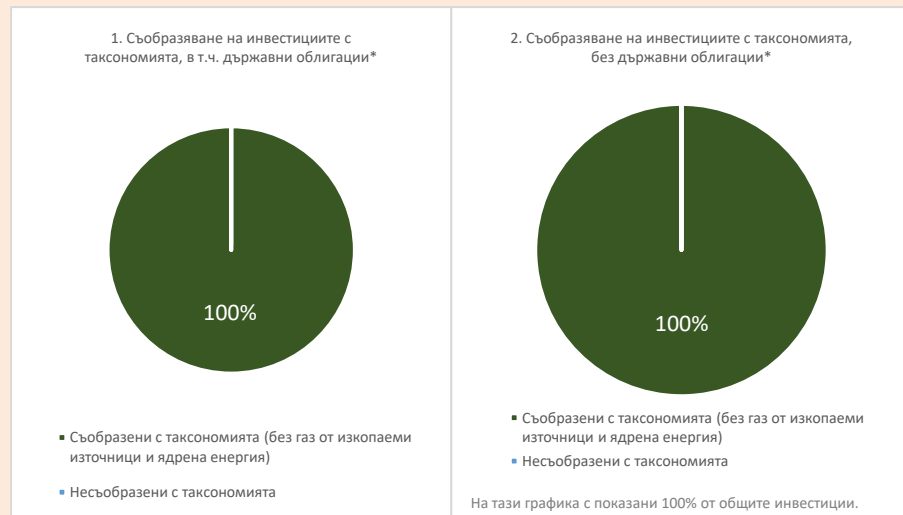 1. Съобразяване на инвестициите с
таксономията, в т.ч. държавни облигации*
100%
Съобразени с таксономията (без газ от изкопаеми
източници и ядрена енергия)
Несъобразени с таксономията
2. Съобразяване на инвестициите с таксономията,
без държавни облигации*
100%
Съобразени с таксономията (без газ от изкопаеми
източници и ядрена енергия)
Несъобразени с таксономията
На тази графика с показани 100% от общите инвестиции.